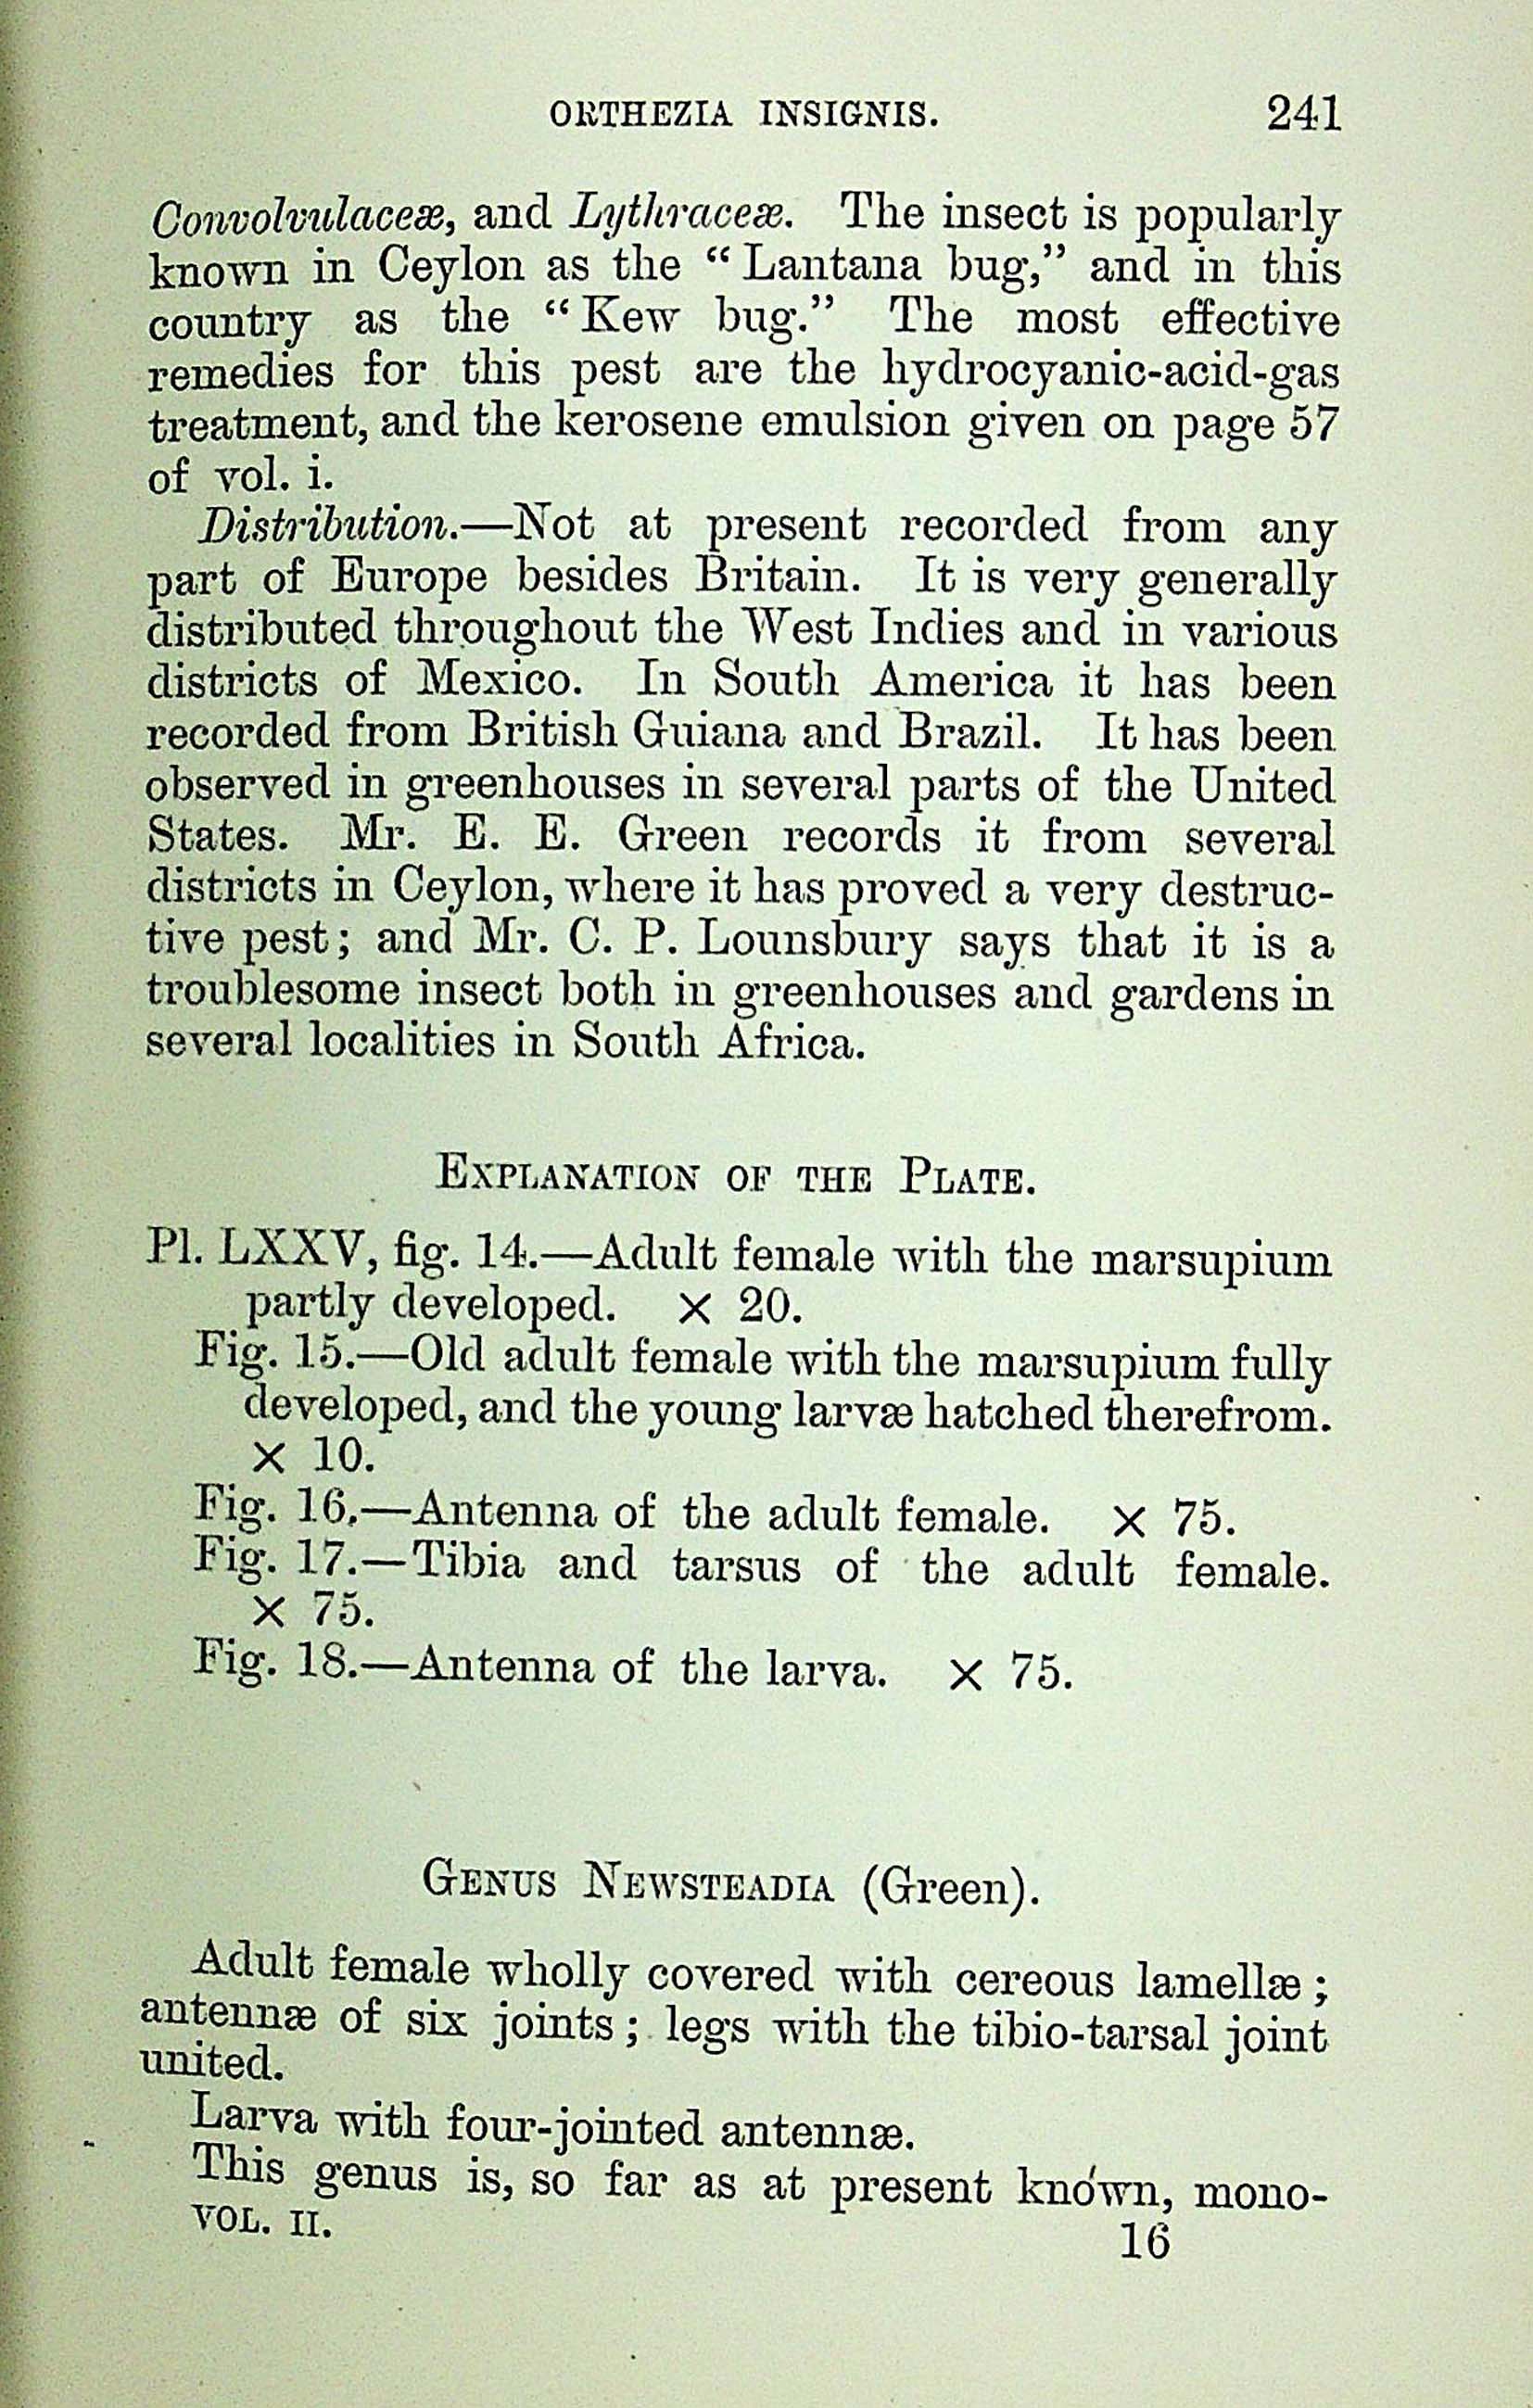 ORTHEZIA INSIGNIS. 241
Convolvulaceæ, and Lythraceæ. The insect is popularly
known in Ceylon as the “Lantana bug,” and in this
country as the “Kew bug.” The most effective
remedies for this pest are the hydrocyanic-acid-gas
treatment, and the kerosene emulsion given on page 57
of vol. i.
Distribution.—Not at present recorded from any
part of Europe besides Britain. It is very generally
distributed throughout the West Indies and in various
districts of Mexico. In South America it has been
recorded from British Guiana and Brazil. It has been
observed in greenhouses in several parts of the United
States. Mr. E. E. Green records it from several
districts in Ceylon, where it has proved a very destruc-
tive pest; and Mr. C. P. Lounsbury says that it is a
troublesome insect both in greenhouses and gardens in
several localities in South Africa.
EXPLANATION OF THE PLATE.
Pl. LXXV, fig. 14.—Adult female with the marsupium
partly developed. × 20.
Fig. 15.—Old adult female with the marsupium fully
developed, and the young larvæ hatched therefrom.
× 10.
Fig. 16.—Antenna of the adult female. × 75.
Fig. 17.—Tibia and tarsus of the adult female.
× 75.
Fig. 18.—Antenna of the larva. × 75.
GENUS NEWSTEADIA (Green).
Adult female wholly covered with cereous lamellæ;
antennæ of six joints; legs with the tibio-tarsal joint
united.
Larva with four-jointed antennæ.
This genus is, so far as at present known, mono-
VOL. II. 16